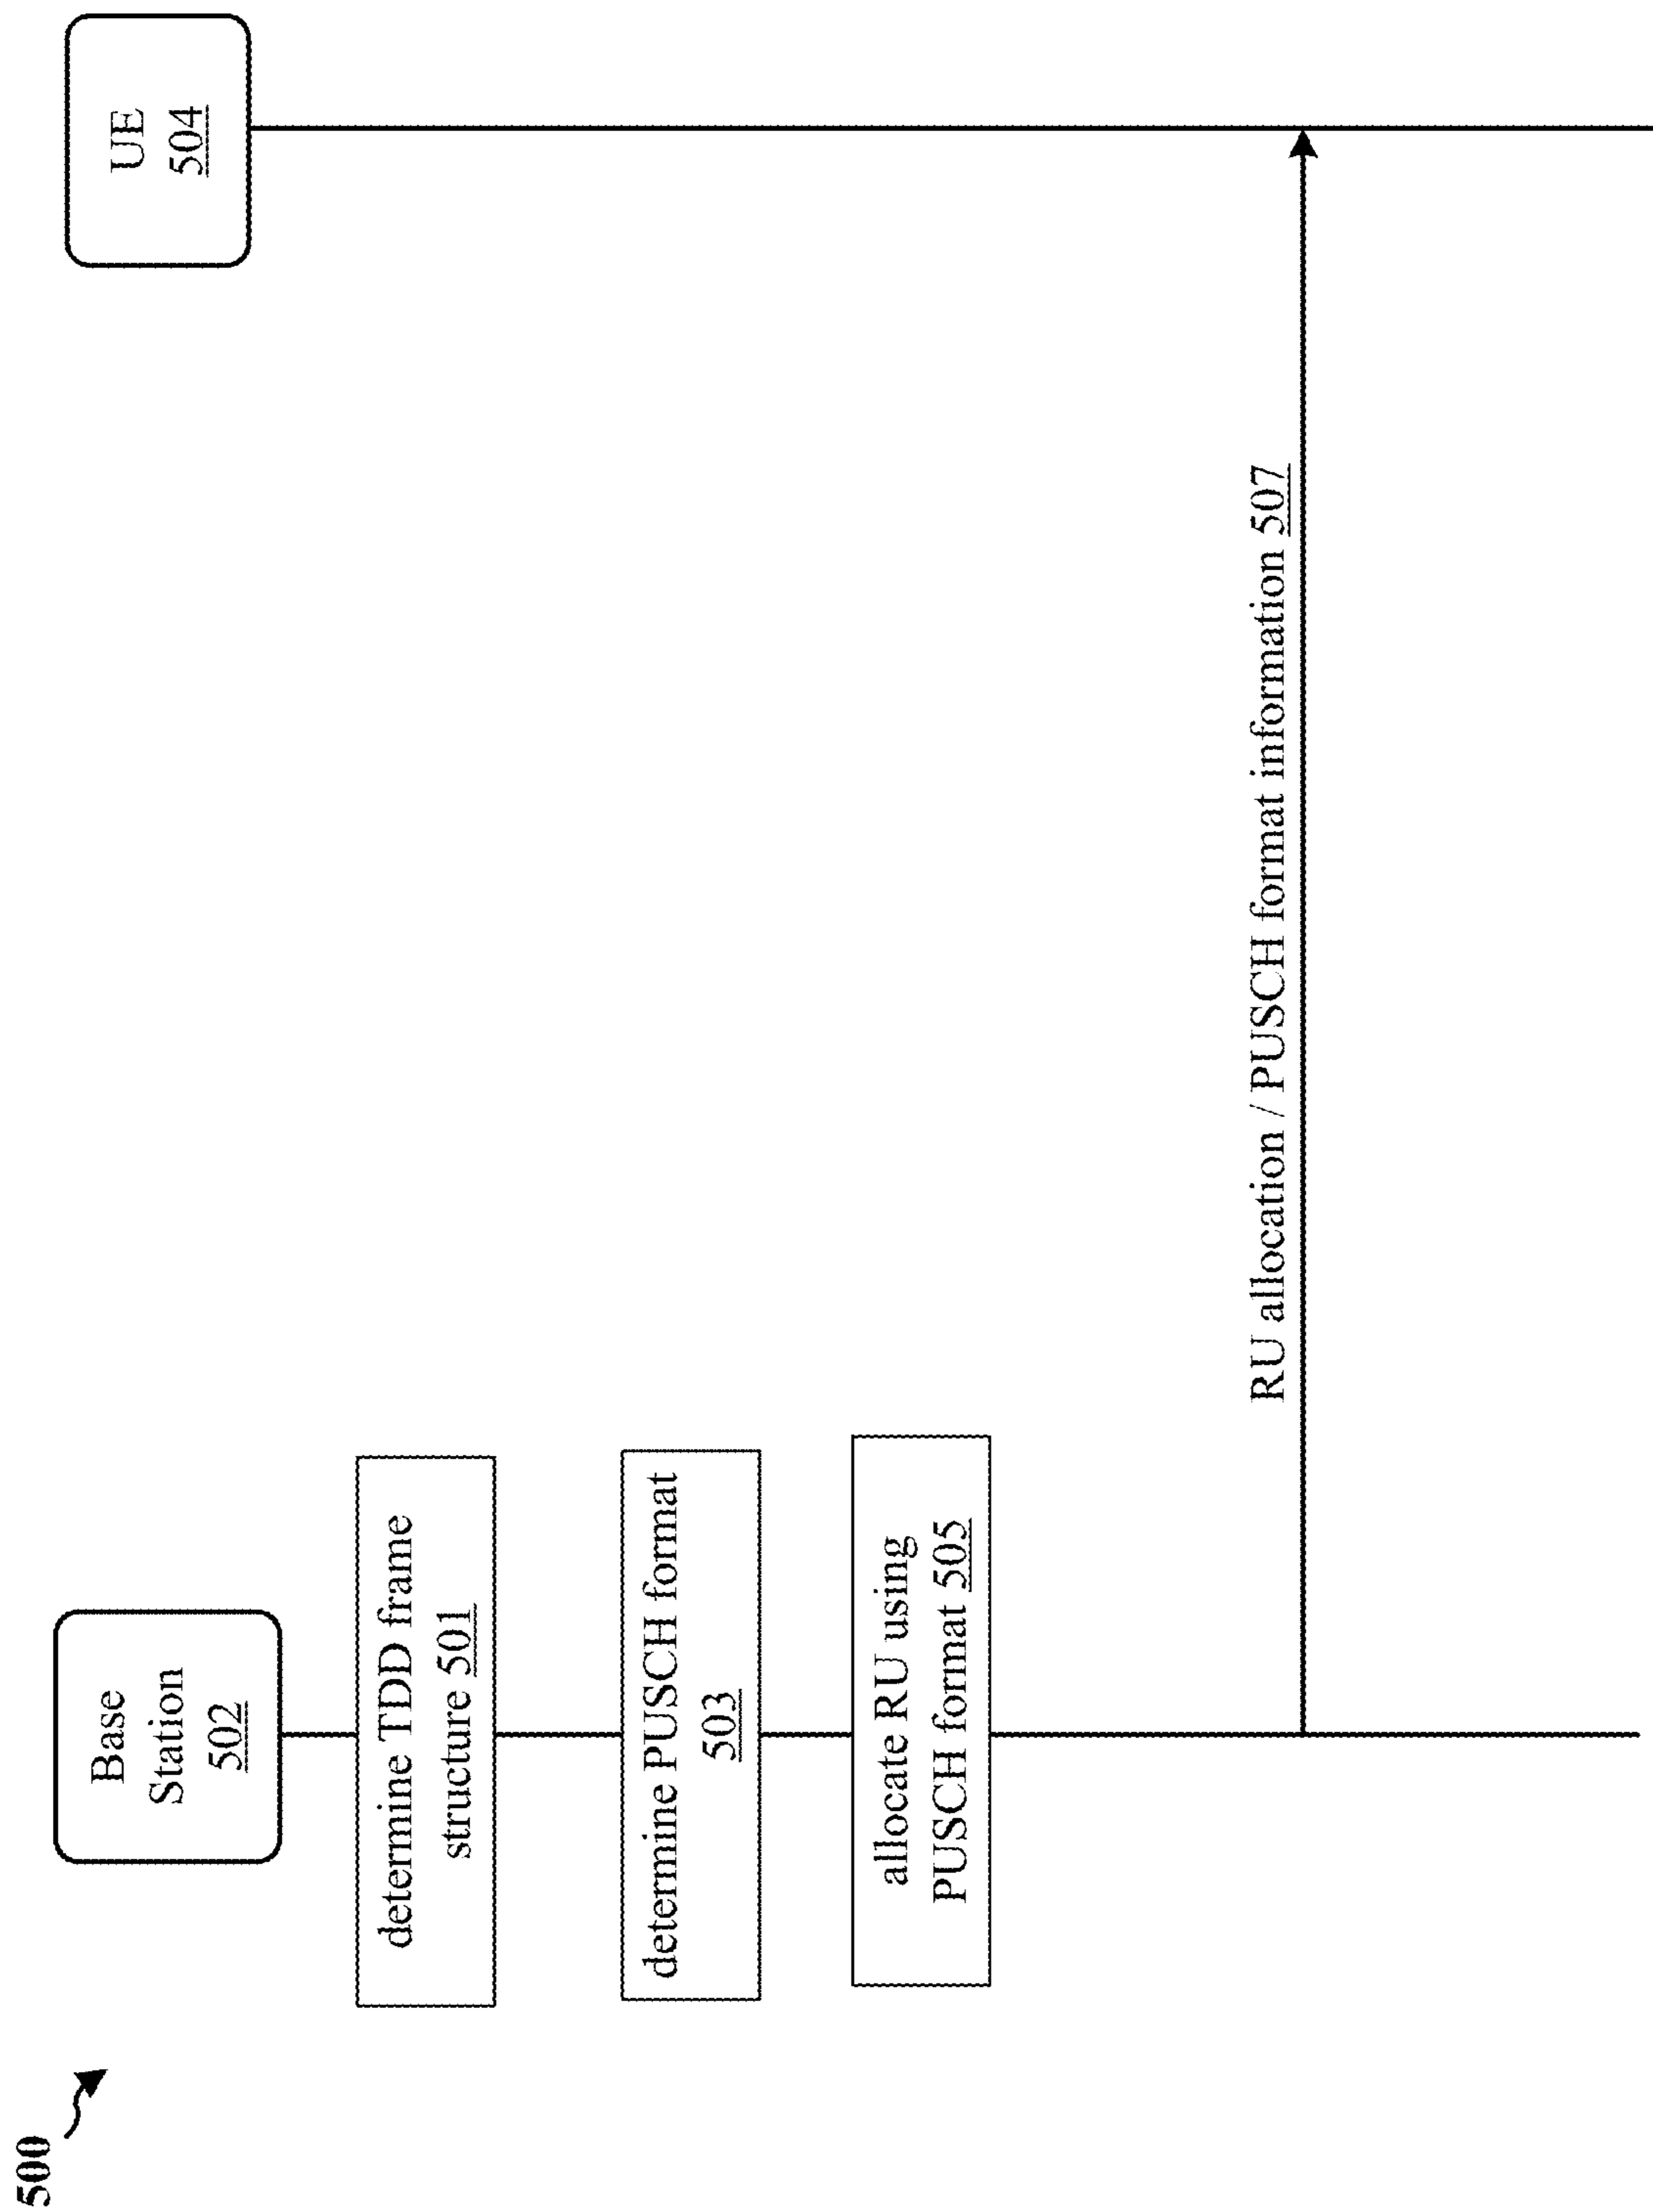 500
Base
Station
502
UE
504
determine TDD frame
structure 501
determine PUSCH format
503
allocate RU using
PUSCH format 505
RU allocation / PUSCH format information 507